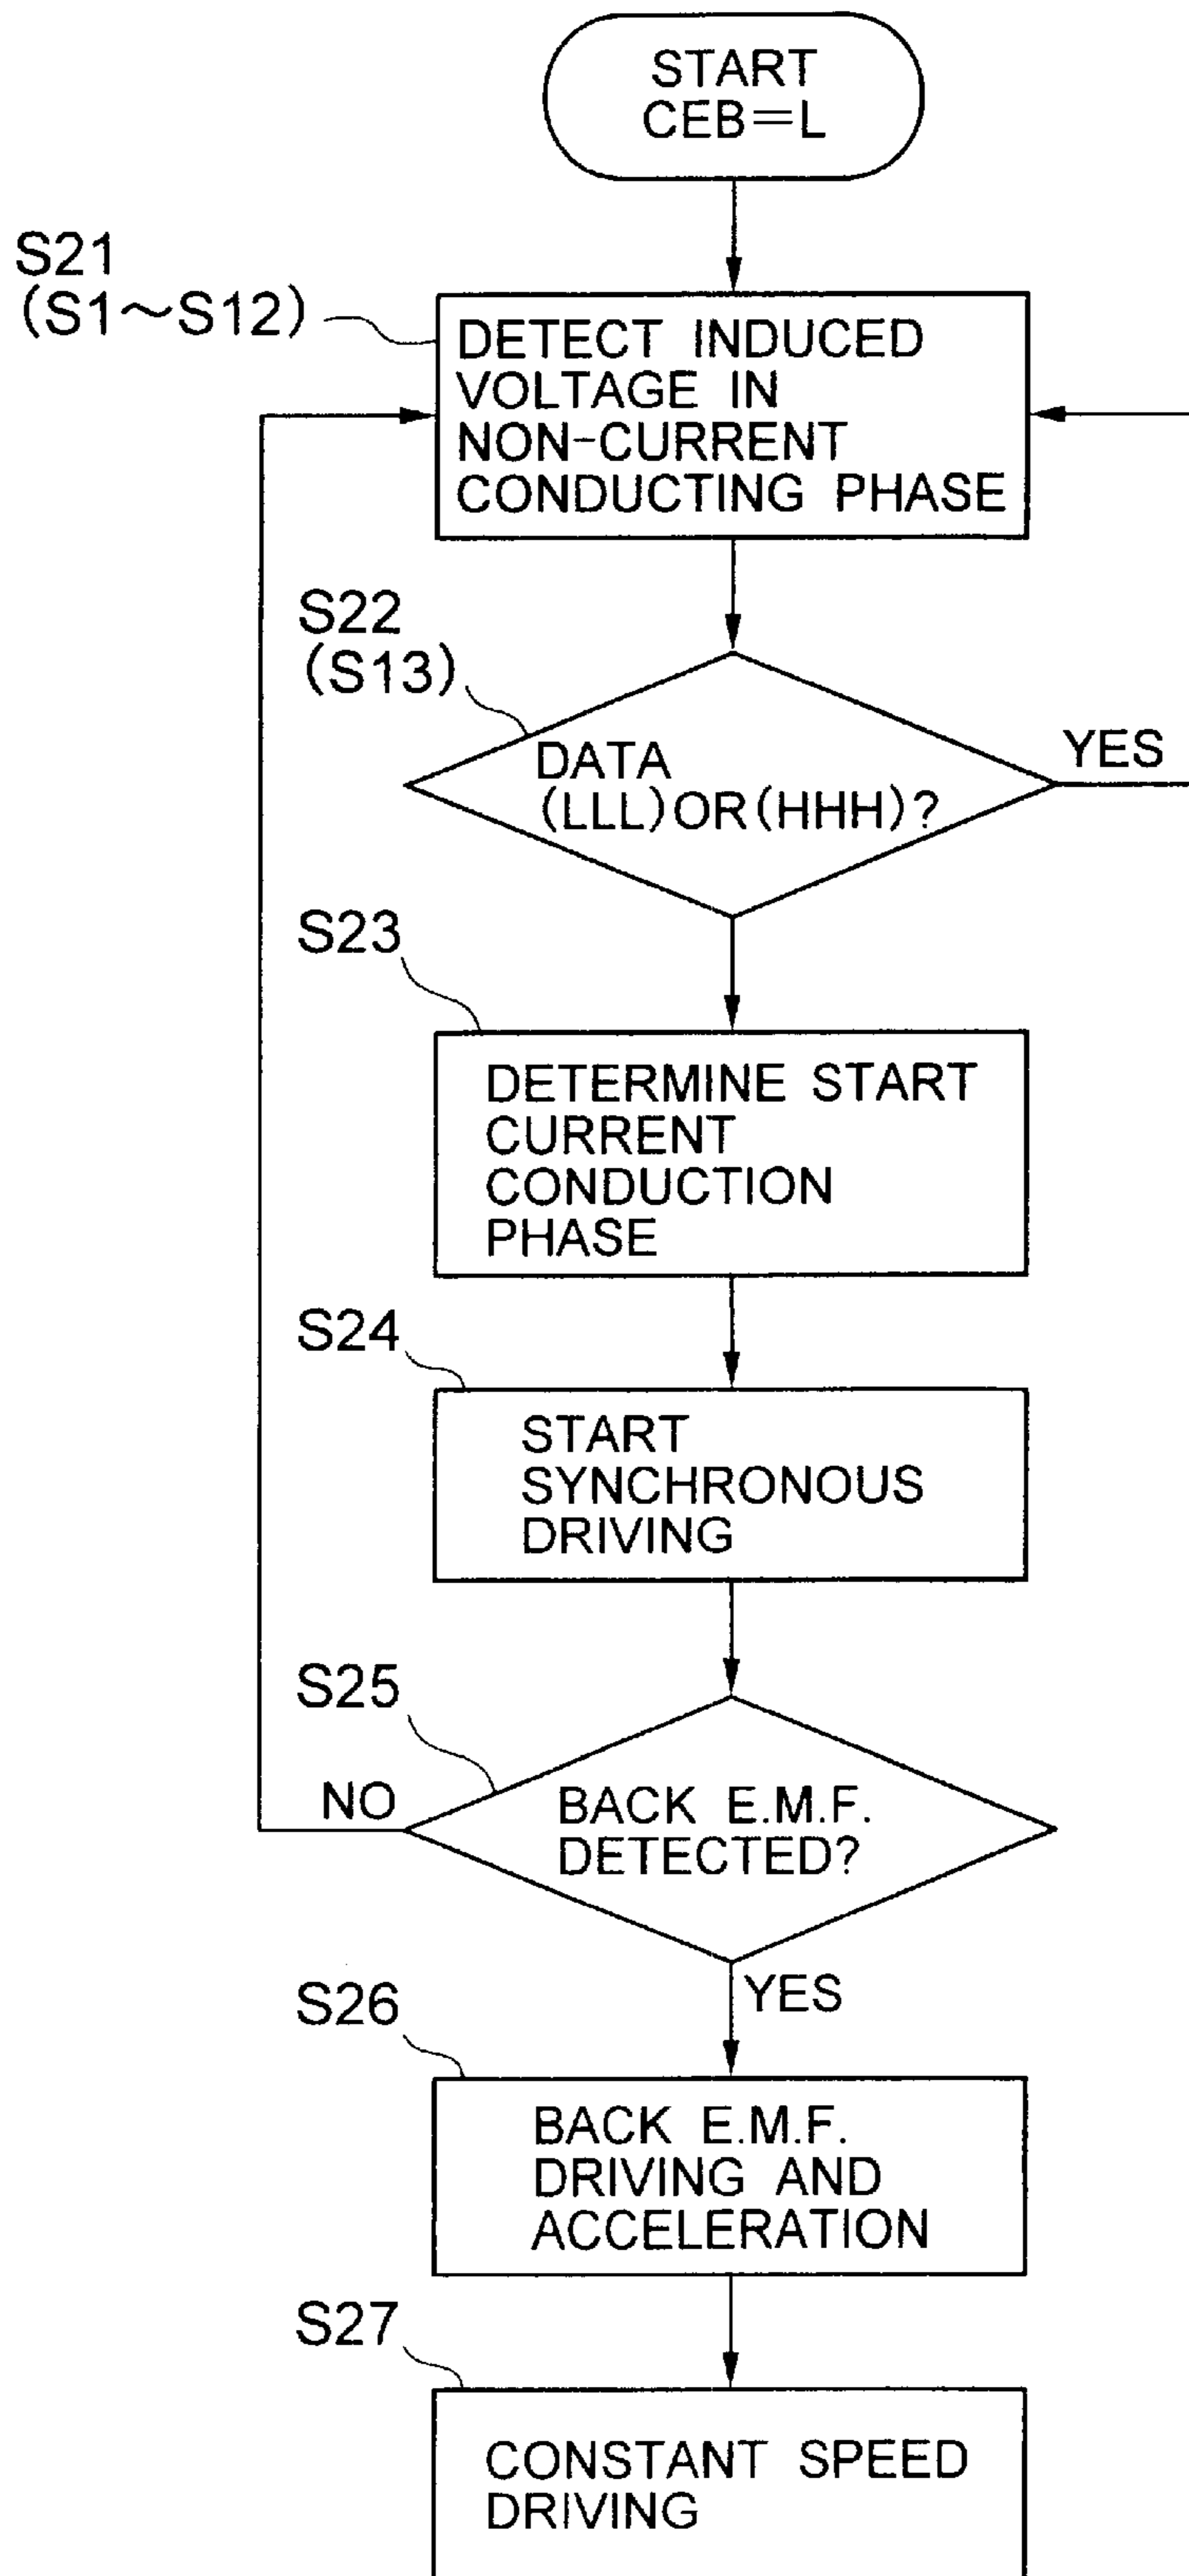 START
CEB=L
S21
(S1~S12)
DETECT INDUCED
VOLTAGE IN
NON-CURRENT
CONDUCTING PHASE
S22
(S13)
DATA
(LLL)OR(HHH)?
YES
S23
DETERMINE START
CURRENT
CONDUCTION
PHASE
S24
START
SYNCHRONOUS
DRIVING
S25
NO
BACK E.M.F.
DETECTED?
YES
S26
BACK E.M.F.
DRIVING AND
ACCELERATION
S27
CONSTANT SPEED
DRIVING